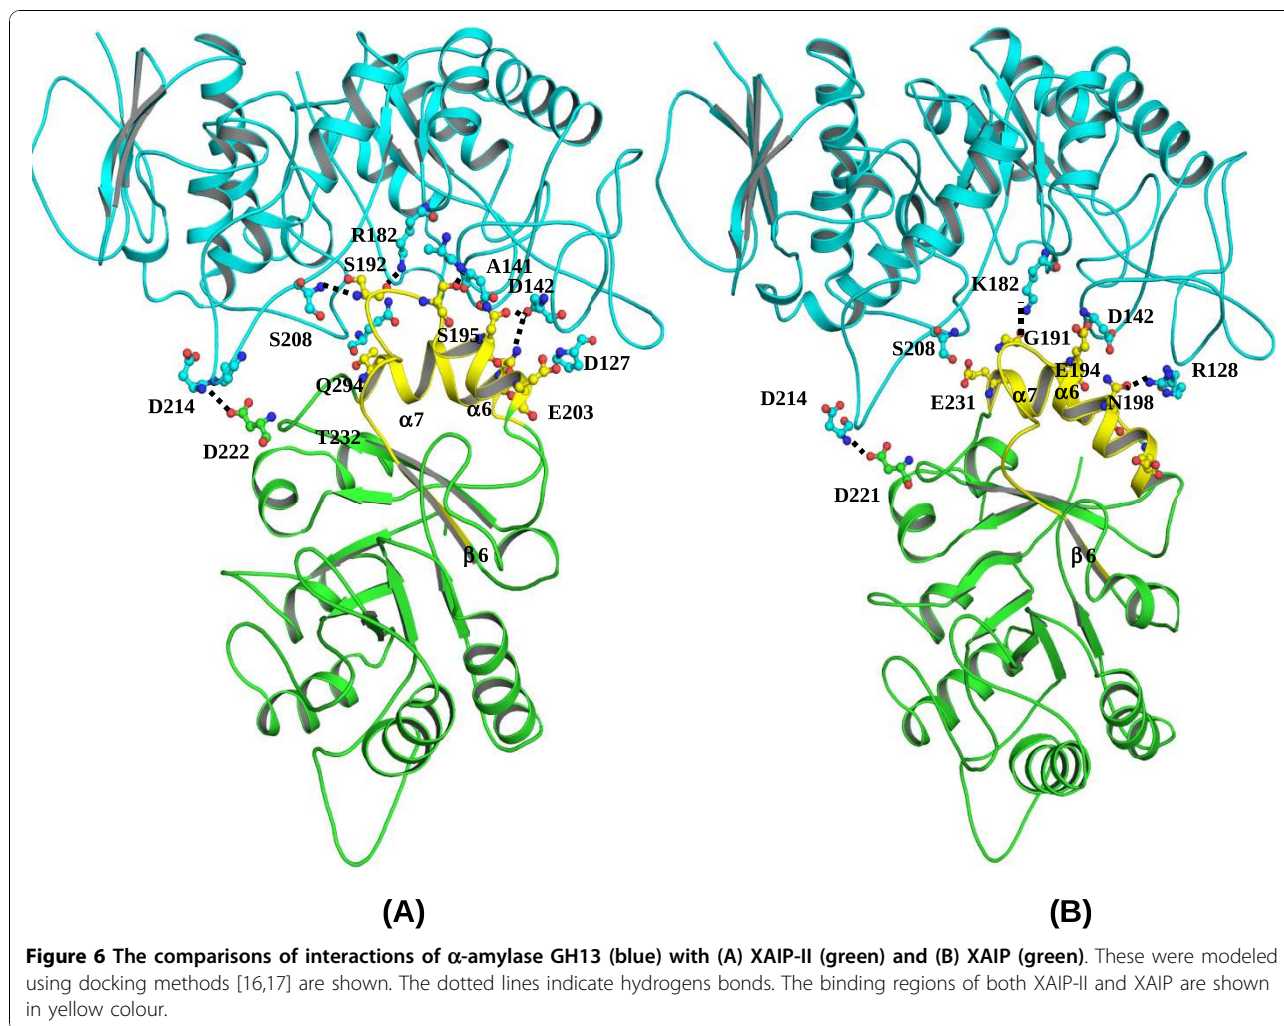 R182
S192
A141
D142
S208
S195
D127
Q294
D214
α7
α6
E203
D222
T232
β6
(A)
K182
D142
S208
G191
E194
R128
E231
α7
α6
N198
D214
D221
β6
(B)
Figure 6 The comparisons of interactions of α-amylase GH13 (blue) with (A) XAIP-II (green) and (B) XAIP (green). These were modeled
using docking methods [16,17] are shown. The dotted lines indicate hydrogens bonds. The binding regions of both XAIP-II and XAIP are shown
in yellow colour.